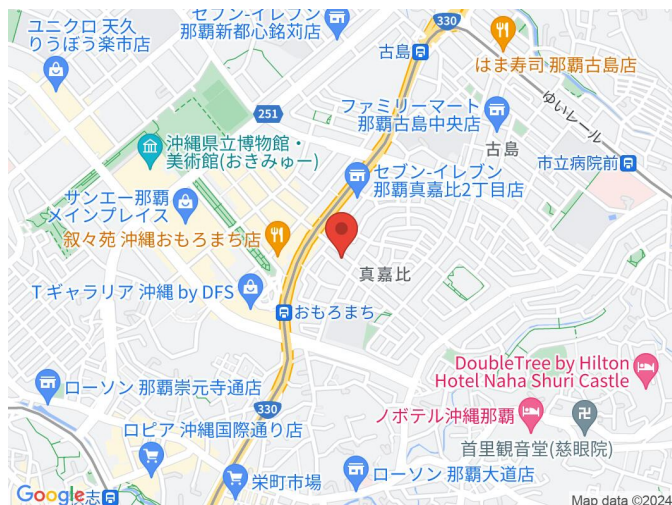 セブン-イレブン
那覇新都心銘苅店
ユニクロ 天久
りうぼう楽市店
古島
330
はま寿司 那覇古島店
251
ファミリーマート
那覇古島中央店
ゆいレール
沖縄県立博物館・
美術館(おきみゅー)
古島
市立病院前
セブン-イレブン
那覇真嘉比2丁目店
サンエー那覇
メインプレイス
叙々苑 沖縄おもろまち店
真嘉比
T ギャラリア 沖縄 by DFS
おもろまち
DoubleTree by Hilton
Hotel Naha Shuri Castle
ローソン 那覇崇元寺通店
330
ノボテル沖縄那覇
ロピア 沖縄国際通り店
首里観音堂(慈眼院)
栄町市場
ローソン 那覇大道店
Google
志
Map data ©2024